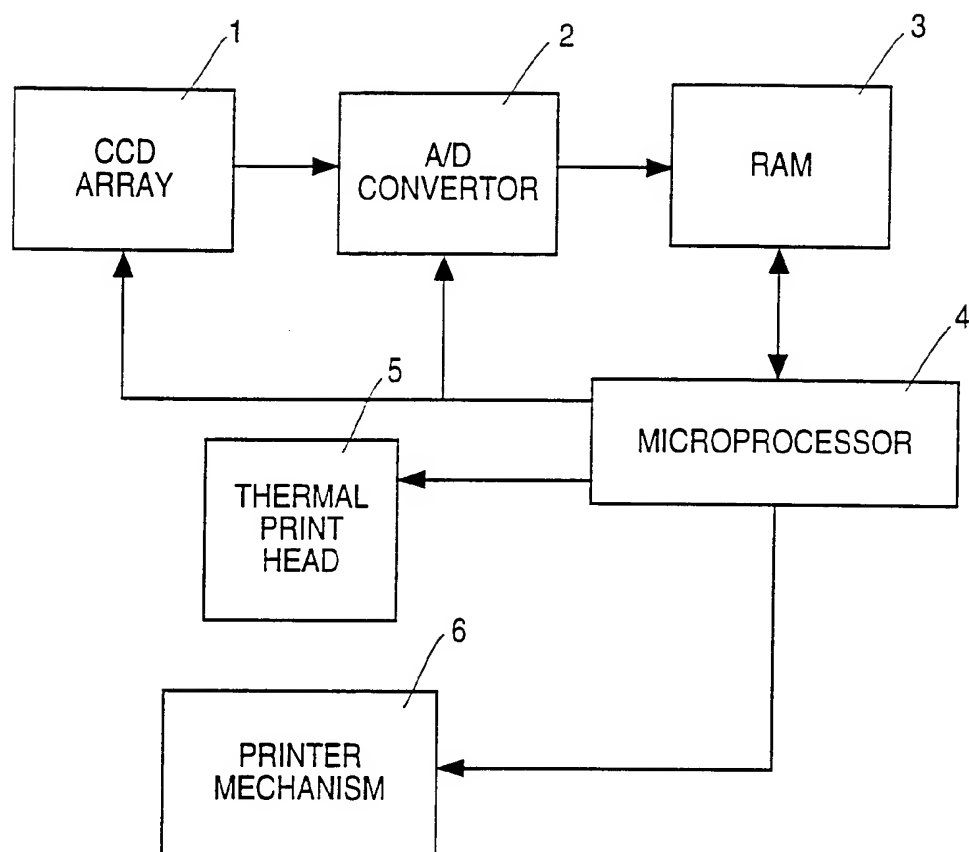 1
2
3
CCD
ARRAY
A/D
CONVERTOR
RAM
4
5
MICROPROCESSOR
THERMAL
PRINT
HEAD
6
PRINTER
MECHANISM